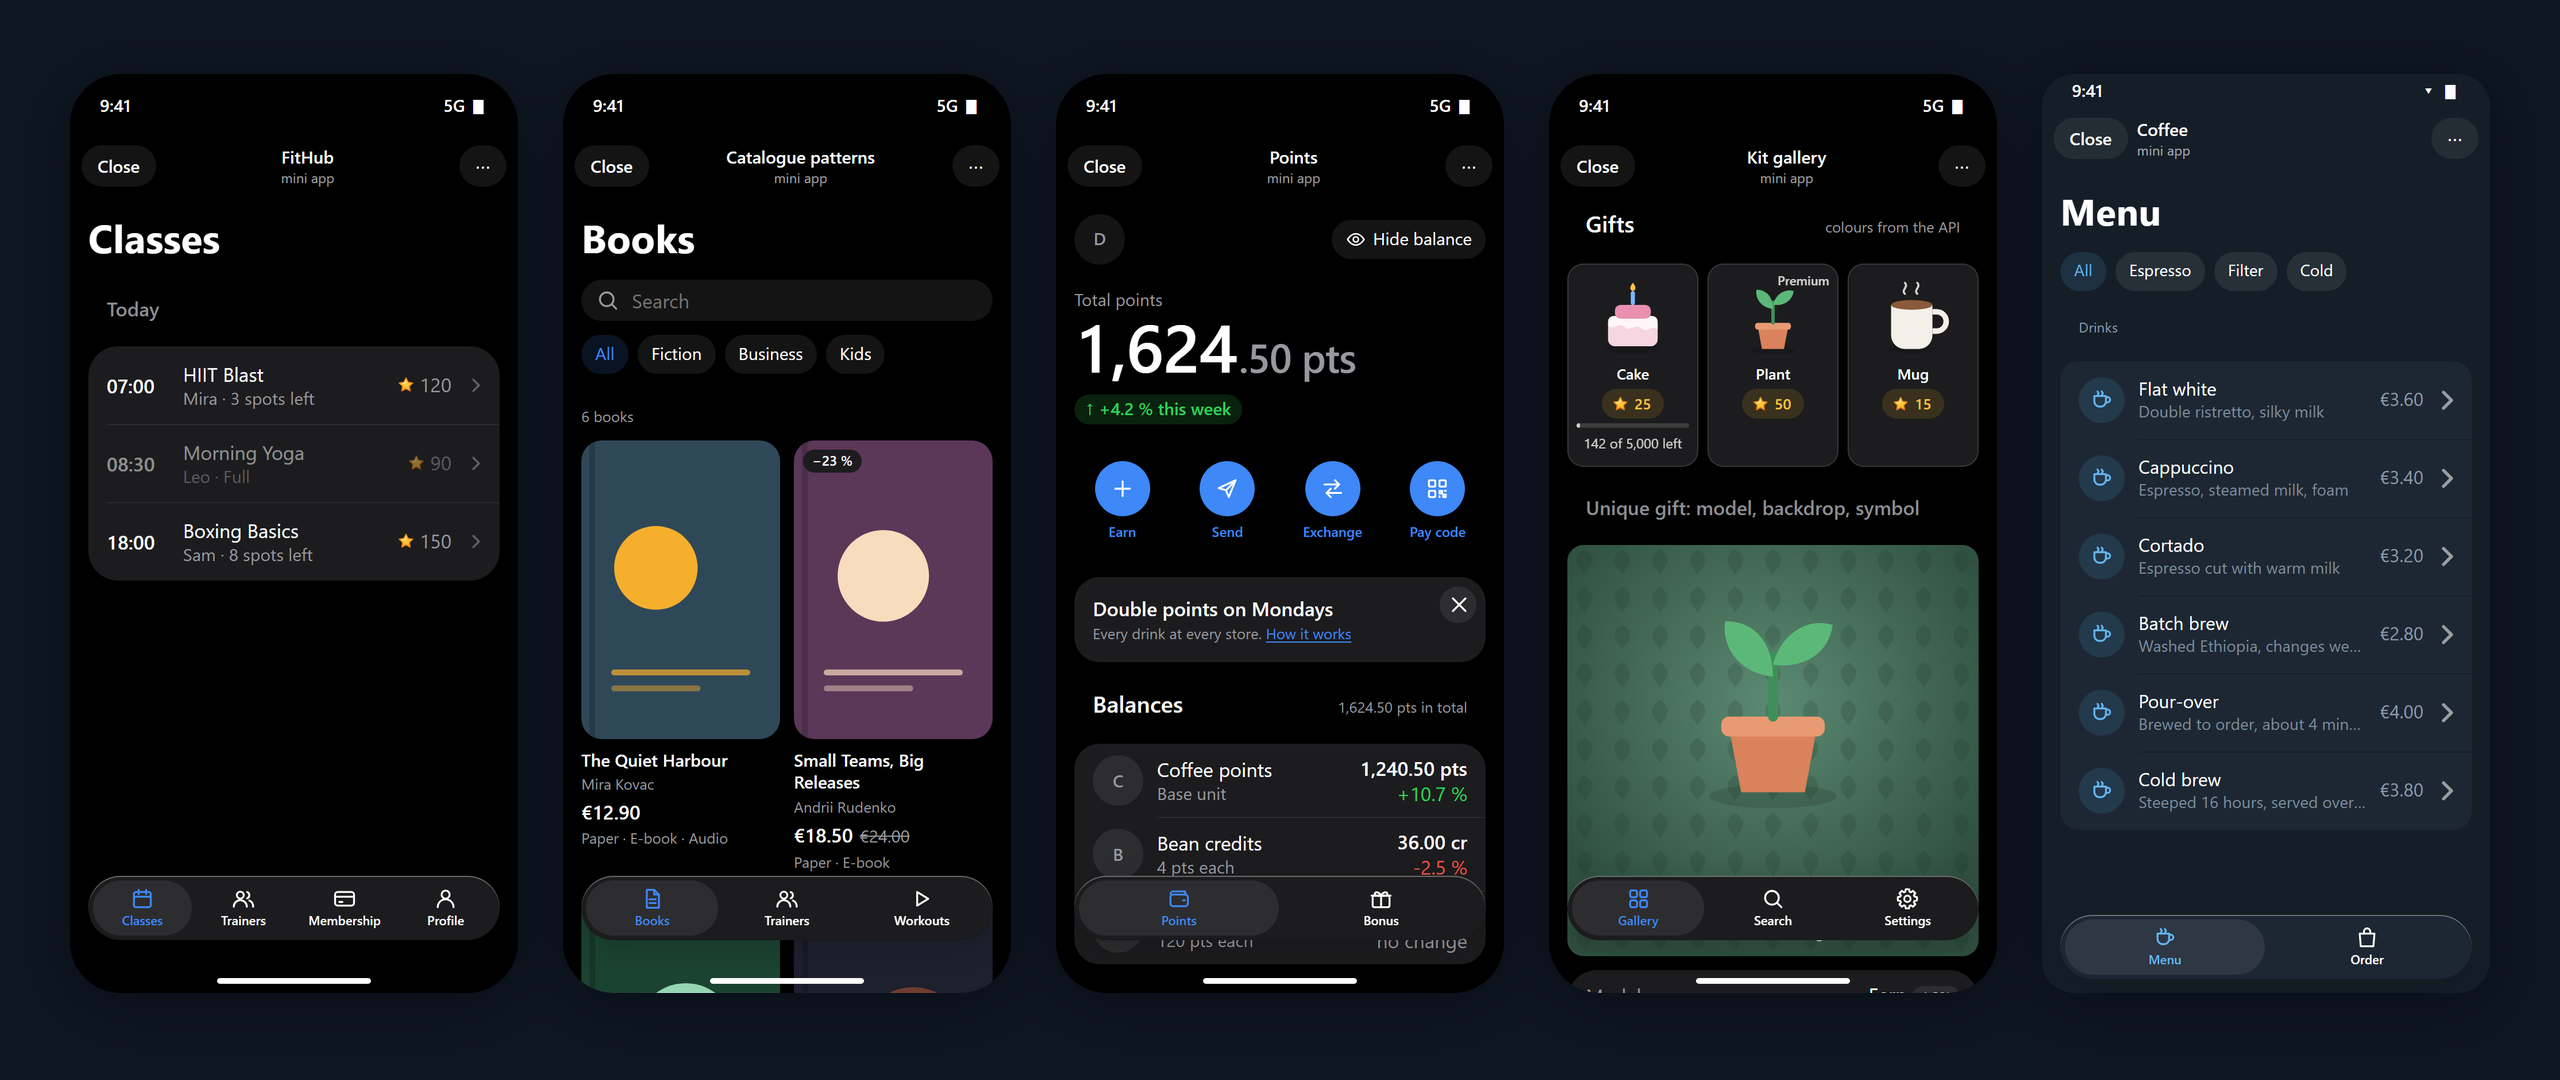 9:41
5G
Close
FitHub
mini app
...
Classes
Today
07:00
HIIT Blast
Mira · 3 spots left
120
08:30
Morning Yoga
Leo · Full
90
18:00
Boxing Basics
Sam · 8 spots left
150
Classes
Trainers
Membership
Profile
9:41
5G
Close
Catalogue patterns
mini app
...
Books
Search
All
Fiction
Business
Kids
6 books
−23 %
The Quiet Harbour
Mira Kovac
€12.90
Paper · E-book · Audio
Small Teams, Big
Releases
Andrii Rudenko
€18.50 €24.00
Paper · E-book
Books
Trainers
Workouts
9:41
5G
Close
Points
mini app
...
D
Hide balance
Total points
1,624.50 pts
↑ +4.2 % this week
Earn
Send
Exchange
Pay code
Double points on Mondays
Every drink at every store. How it works
Balances
1,624.50 pts in total
C
Coffee points
Base unit
1,240.50 pts
+10.7 %
B
Bean credits
4 pts each
36.00 cr
-2.5 %
Points
Bonus
120 pts each
no change
9:41
5G
Close
Kit gallery
mini app
...
Gifts
colours from the API
Cake
25
142 of 5,000 left
Premium
Plant
50
Mug
15
Unique gift: model, backdrop, symbol
Gallery
Search
Settings
9:41
Close
Coffee
mini app
...
Menu
All
Espresso
Filter
Cold
Drinks
Flat white
Double ristretto, silky milk
€3.60
Cappuccino
Espresso, steamed milk, foam
€3.40
Cortado
Espresso cut with warm milk
€3.20
Batch brew
Washed Ethiopia, changes we...
€2.80
Pour-over
Brewed to order, about 4 min...
€4.00
Cold brew
Steeped 16 hours, served over...
€3.80
Menu
Order